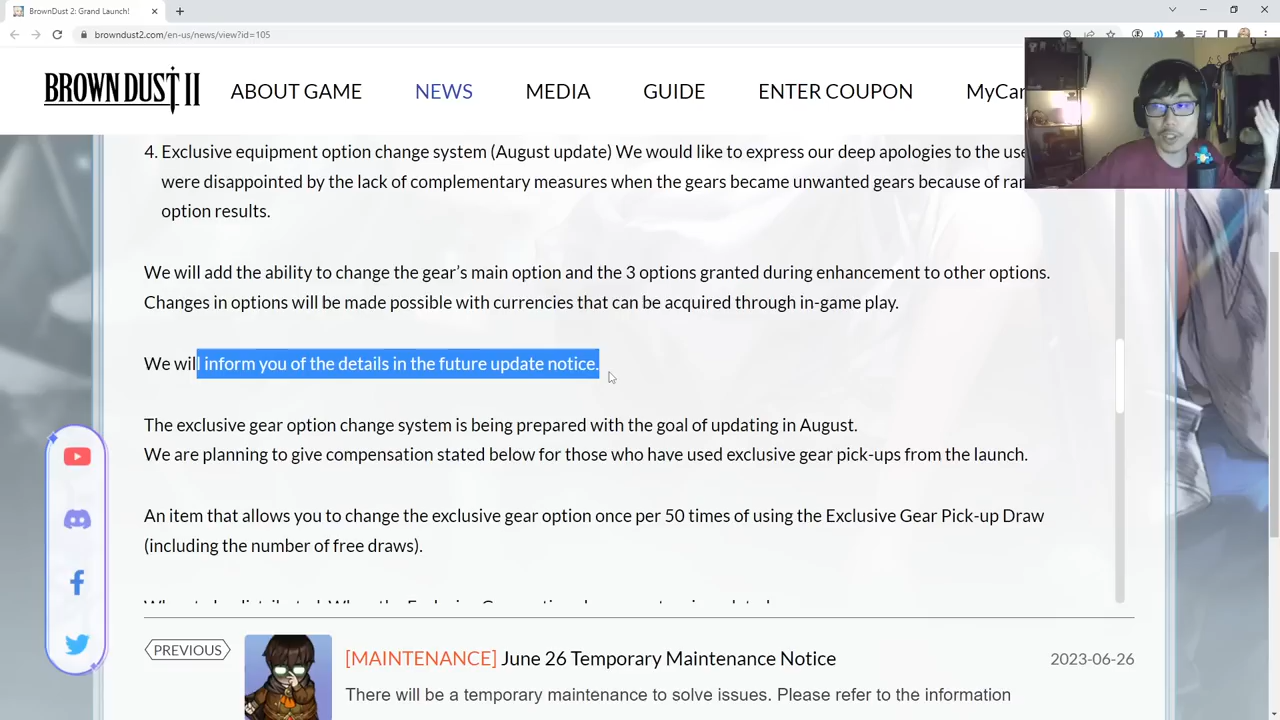 BrownDust 2: Grand Launch!
browndust2.com/en-us/news/view?id=105
BROWN DUST II
ABOUT GAME
NEWS
MEDIA
GUIDE
ENTER COUPON
4. Exclusive equipment option change system (August update) We would like to express our deep apologies to the
were disappointed by the lack of complementary measures when the gears became unwanted gears because of
option results.
We will add the ability to change the gear's main option and the 3 options granted during enhancement to other options.
Changes in options will be made possible with currencies that can be acquired through in-game play.
We will inform you of the details in the future update notice.
The exclusive gear option change system is being prepared with the goal of updating in August.
We are planning to give compensation stated below for those who have used exclusive gear pick-ups from the launch.
An item that allows you to change the exclusive gear option once per 50 times of using the Exclusive Gear Pick-up Draw
(including the number of free draws).
PREVIOUS
[MAINTENANCE] June 26 Temporary Maintenance Notice
2023-06-26
There will be a temporary maintenance to solve issues. Please refer to the information